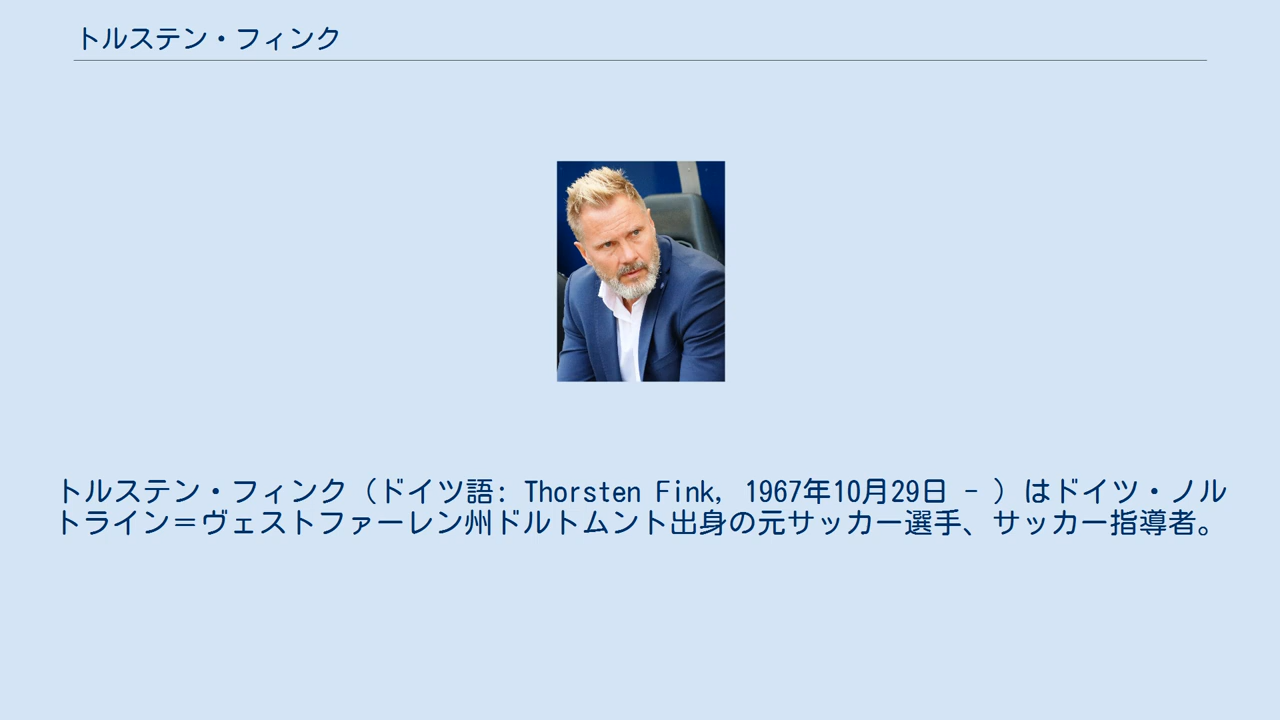 トルステン・フィンク
トルステン・フィンク（ドイツ語: Thorsten Fink, 1967年10月29日 - ）はドイツ・ノル
トライン＝ヴェストファーレン州ドルトムント出身の元サッカー選手、サッカー指導者。